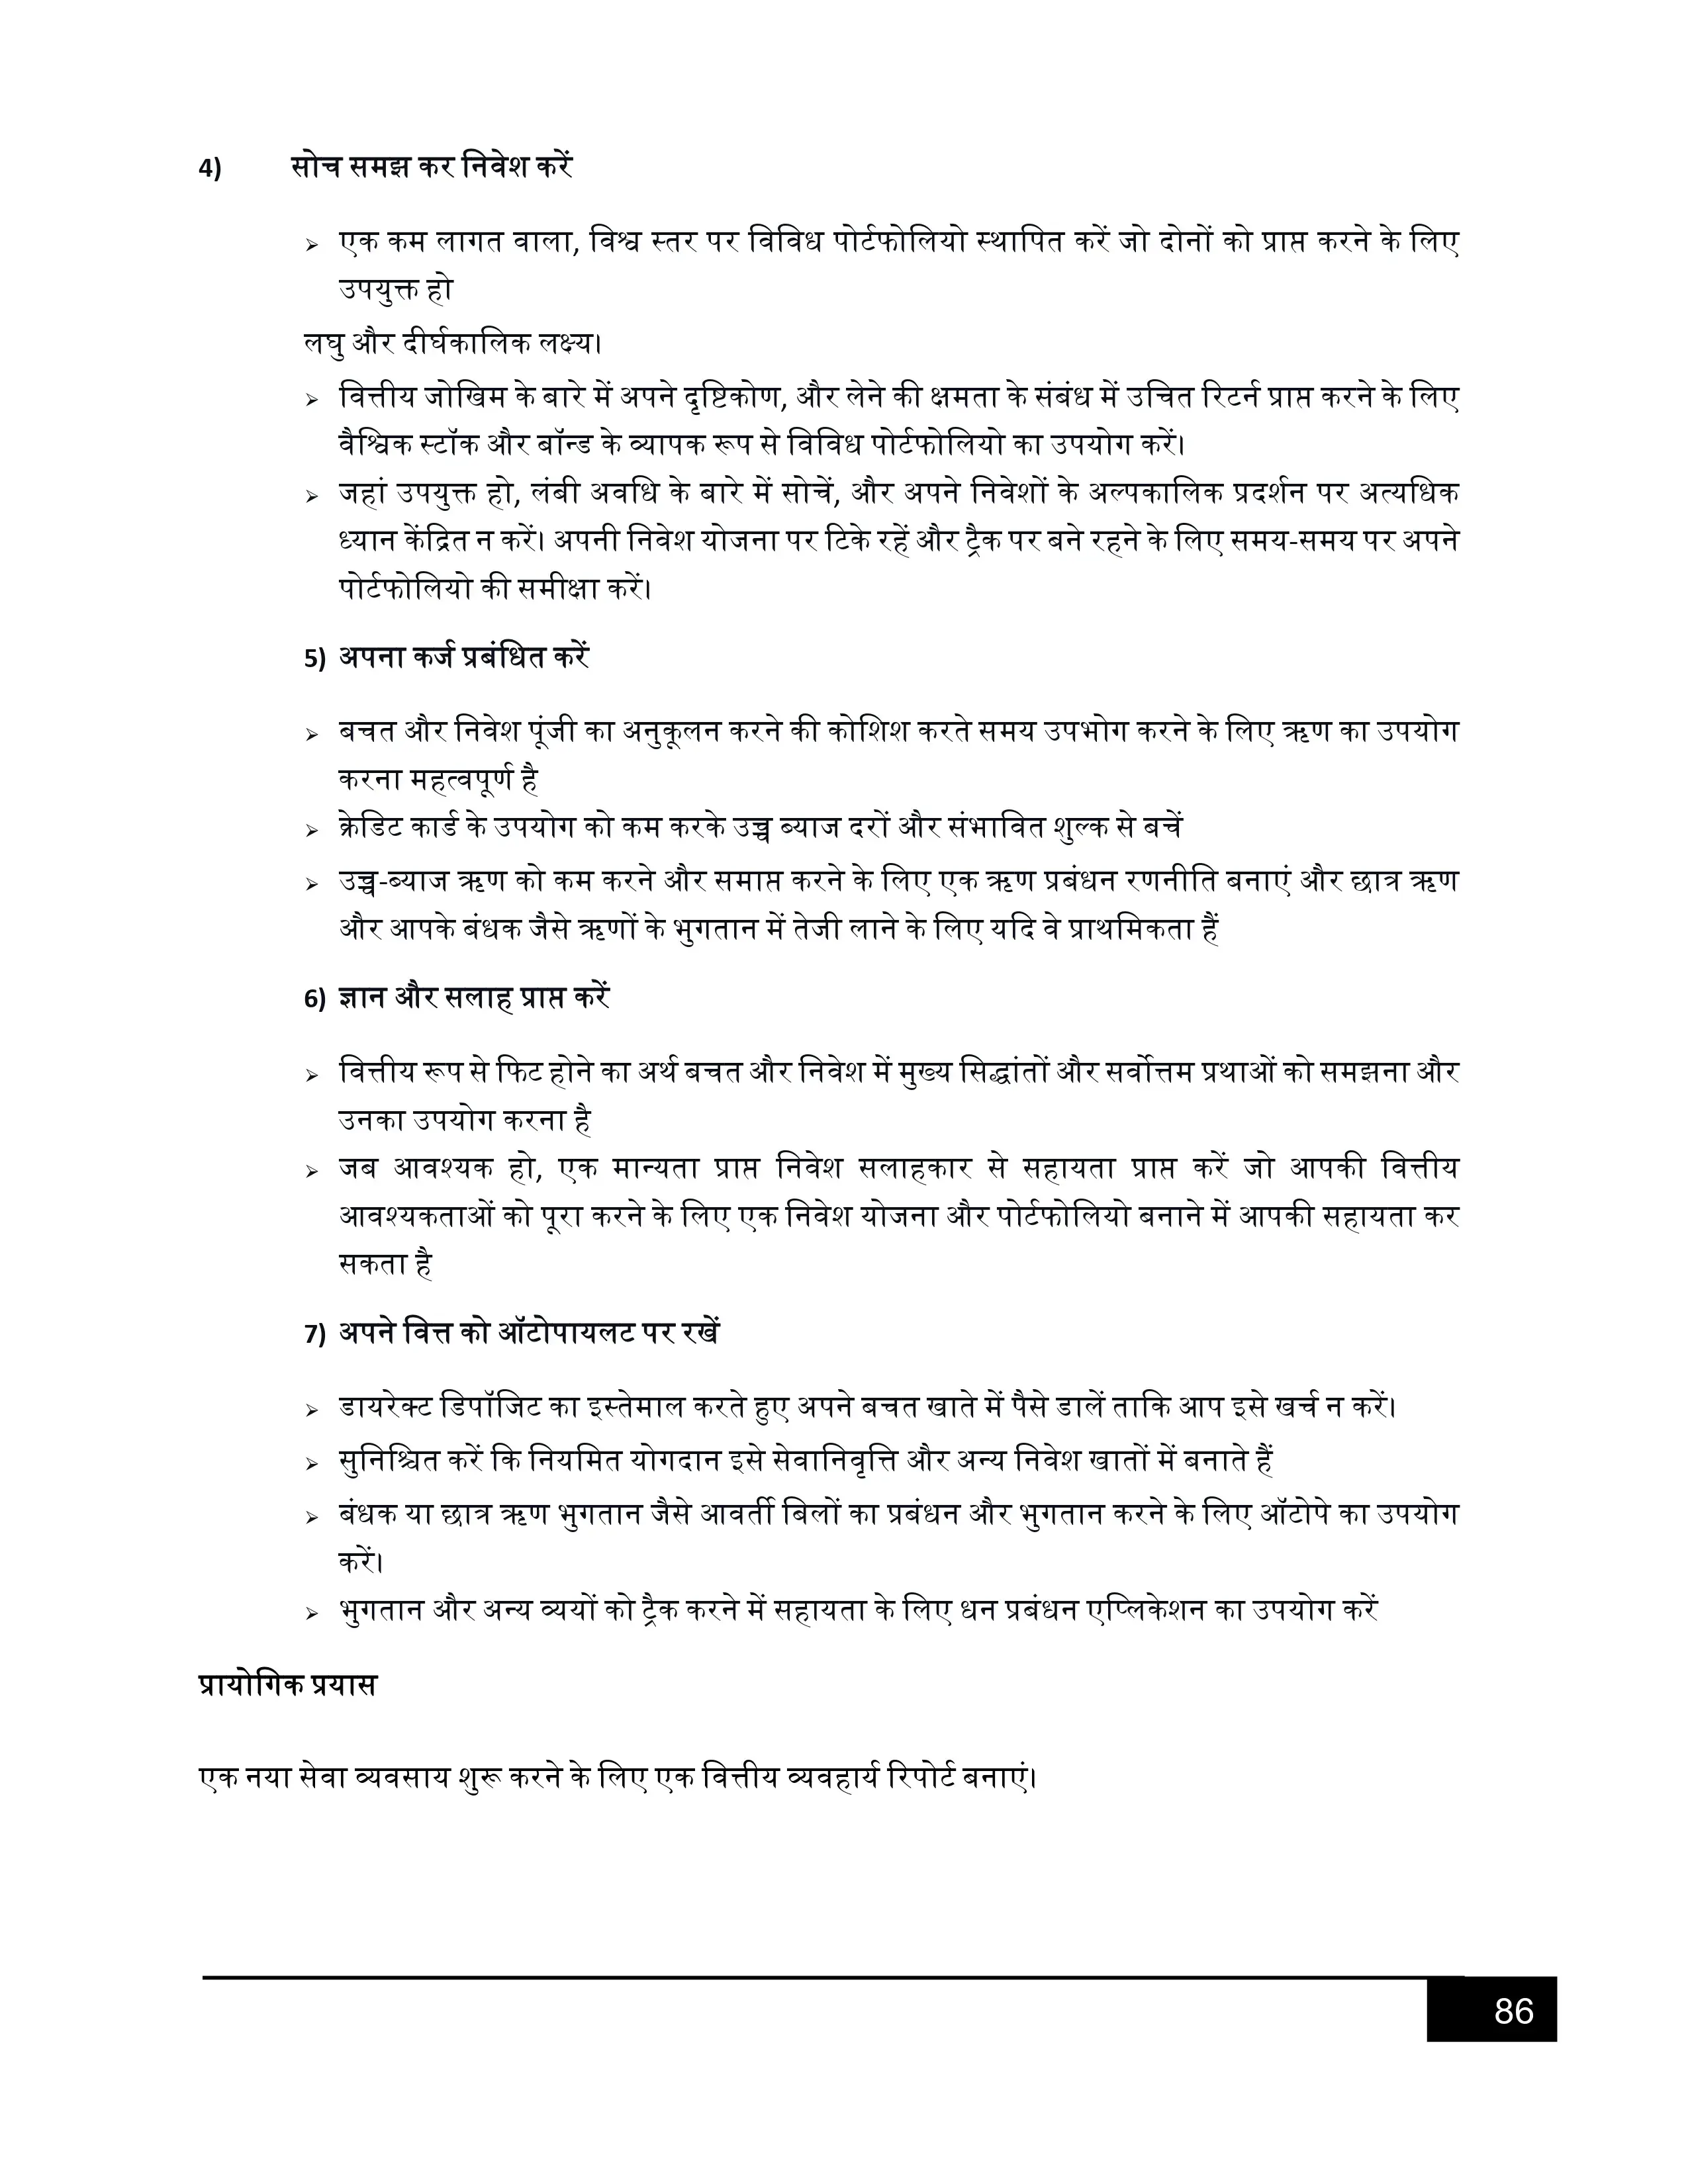 4) सोच समझ कर निवेश करें
➢ एक कम लागत वाला, विश्व स्तर पर विविध पोर्टफोलियो स्थापित करें जो दोनों को प्राप्त करने के लिए
उपयुक्त हो
लघु और दीर्घकालिक लक्ष्य।
➢ वित्तीय जोखिम के बारे में अपने दृष्टिकोण, और लेने की क्षमता के संबंध में उचित रिटर्न प्राप्त करने के लिए
वैश्विक स्टॉक और बॉन्ड के व्यापक रूप से विविध पोर्टफोलियो का उपयोग करें।
➢ जहां उपयुक्त हो, लंबी अवधि के बारे में सोचें, और अपने निवेशों के अल्पकालिक प्रदर्शन पर अत्यधिक
ध्यान केंद्रित न करें। अपनी निवेश योजना पर टिके रहें और ट्रैक पर बने रहने के लिए समय-समय पर अपने
पोर्टफोलियो की समीक्षा करें।
5) अपना कर्ज प्रबंधित करें
➢ बचत और निवेश पूंजी का अनुकूलन करने की कोशिश करते समय उपभोग करने के लिए ऋण का उपयोग
करना महत्वपूर्ण है
➢ क्रेडिट कार्ड के उपयोग को कम करके उच्च ब्याज दरों और संभावित शुल्क से बचें
➢ उच्च-ब्याज ऋण को कम करने और समाप्त करने के लिए एक ऋण प्रबंधन रणनीति बनाएं और छात्र ऋण
और आपके बंधक जैसे ऋणों के भुगतान में तेजी लाने के लिए यदि वे प्राथमिकता हैं
6) ज्ञान और सलाह प्राप्त करें
➢ वित्तीय रूप से फिट होने का अर्थ बचत और निवेश में मुख्य सिद्धांतों और सर्वोत्तम प्रथाओं को समझना और
उनका उपयोग करना है
➢ जब आवश्यक हो, एक मान्यता प्राप्त निवेश सलाहकार से सहायता प्राप्त करें जो आपकी वित्तीय
आवश्यकताओं को पूरा करने के लिए एक निवेश योजना और पोर्टफोलियो बनाने में आपकी सहायता कर
सकता है
7) अपने वित्त को ऑटोपायलट पर रखें
➢ डायरेक्ट डिपॉजिट का इस्तेमाल करते हुए अपने बचत खाते में पैसे डालें ताकि आप इसे खर्च न करें।
➢ सुनिश्चित करें कि नियमित योगदान इसे सेवानिवृत्ति और अन्य निवेश खातों में बनाते हैं
➢ बंधक या छात्र ऋण भुगतान जैसे आवर्ती बिलों का प्रबंधन और भुगतान करने के लिए ऑटोपे का उपयोग
करें।
➢ भुगतान और अन्य व्ययों को ट्रैक करने में सहायता के लिए धन प्रबंधन एप्लिकेशन का उपयोग करें
प्रायोगिक प्रयास
एक नया सेवा व्यवसाय शुरू करने के लिए एक वित्तीय व्यवहार्य रिपोर्ट बनाएं।
86